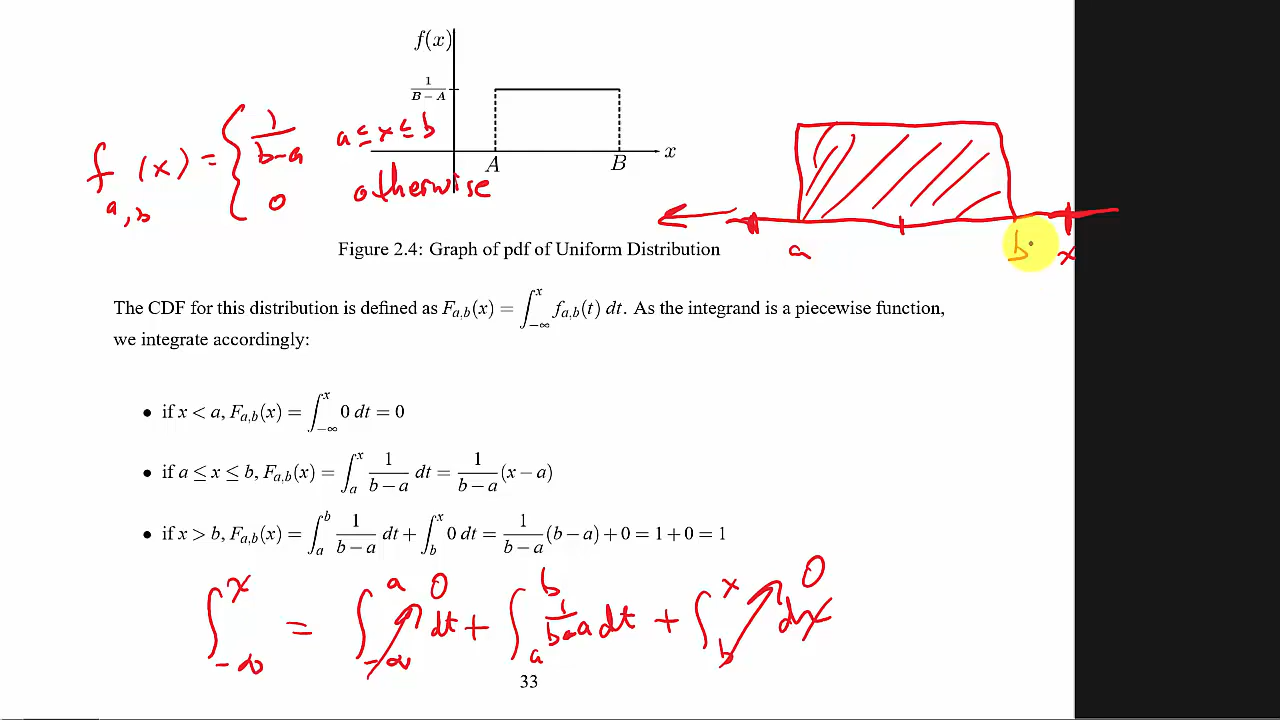 f(x)
1/(B − A)
A B x
f a,b (x) = { 1/(b−a) a ≤ x ≤ b
0 otherwise
a b x
Figure 2.4: Graph of pdf of Uniform Distribution
The CDF for this distribution is defined as F_{a,b}(x) = ∫_{−∞}^{x} f_{a,b}(t) dt. As the integrand is a piecewise function,
we integrate accordingly:
• if x < a, F_{a,b}(x) = ∫_{−∞}^{x} 0 dt = 0
• if a ≤ x ≤ b, F_{a,b}(x) = ∫_{a}^{x} 1/(b−a) dt = 1/(b−a) (x − a)
• if x > b, F_{a,b}(x) = ∫_{a}^{b} 1/(b−a) dt + ∫_{b}^{x} 0 dt = 1/(b−a) (b − a) + 0 = 1 + 0 = 1
∫_{−∞}^{x} = ∫_{−∞}^{a} 0 dt + ∫_{a}^{b} 1/(b−a) dt + ∫_{b}^{x} 0 dx
33